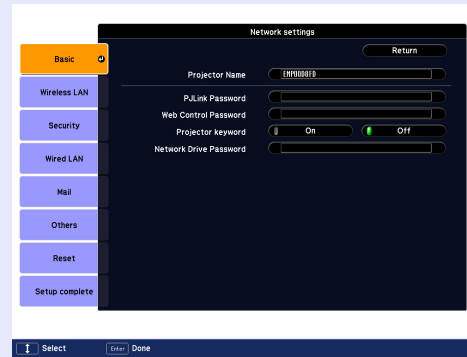 Network settings
Return
Basic
Projector Name EMP00D8FD
Wireless LAN
PJLink Password
Web Control Password
Security
Projector keyword On Off
Network Drive Password
Wired LAN
Mail
Others
Reset
Setup complete
Select Enter Done